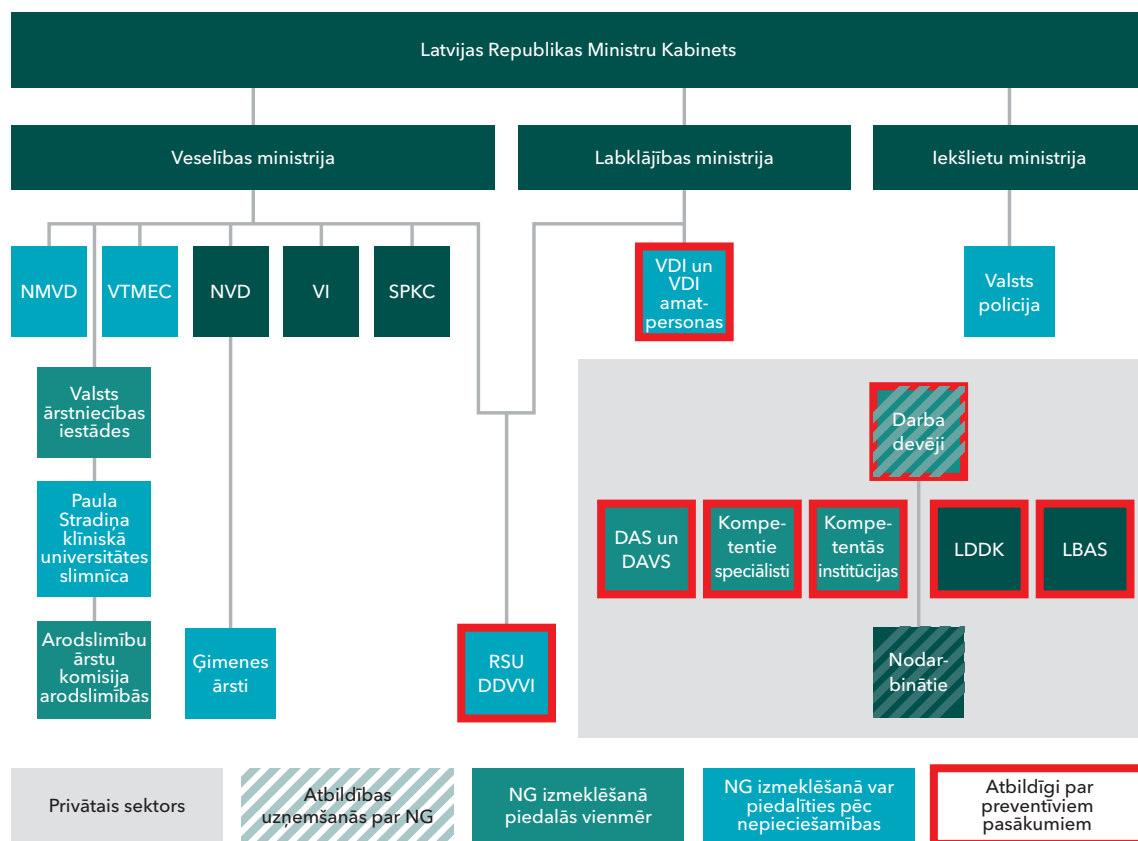 Latvijas Republikas Ministru Kabinets
Veselības ministrija
Labklājības ministrija
Iekšlietu ministrija
NMVD
VTMEC
NVD
VI
SPKC
VDI un
VDI
amat-
personas
Valsts
policija
Valsts
ārstniecības
iestādes
Darba
devēji
Paula
Stradiņa
klīniskā
universitātes
slimnīca
DAS un
DAVS
Kompe-
tentie
speciālisti
Kompe-
tentās
institūcijas
LDDK
LBAS
Arodslimību
ārstu
komisija
arodslimībās
Ģimenes
ārsti
RSU
DDVVI
Nodar-
binātie
Privātais sektors
Atbildības
uzņemšanās par NG
NG izmeklēšanā
piedalās vienmēr
NG izmeklēšanā var
piedalīties pēc
nepieciešamības
Atbildīgi par
preventīviem
pasākumiem